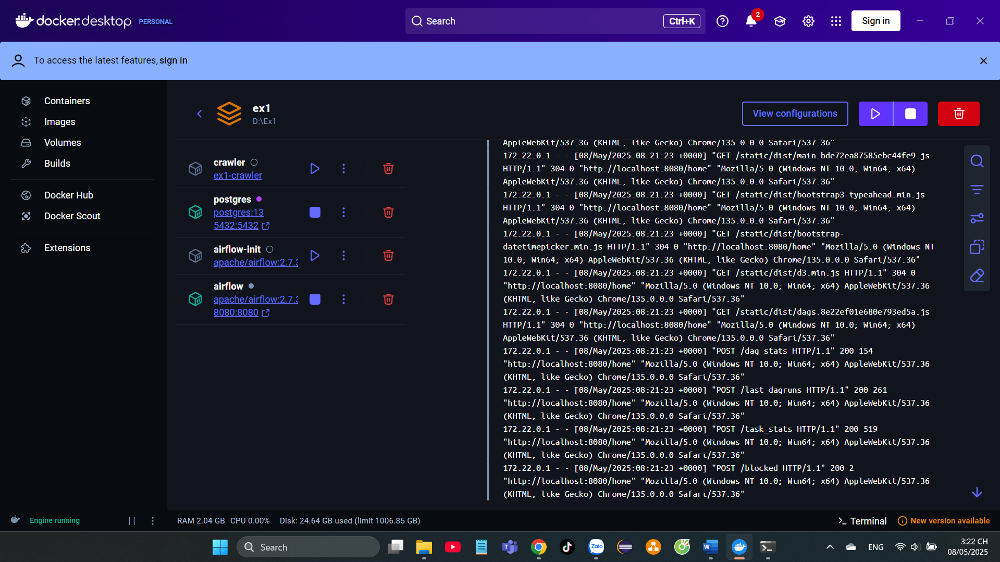 docker.desktop PERSONAL
Search
Ctrl+K
2
Sign in
To access the latest features, sign in
Containers
Images
Volumes
Builds
Docker Hub
Docker Scout
Extensions
ex1
D:\Ex1
View configurations
crawler
ex1-crawler
postgres
postgres:13
5432:5432
airflow-init
apache/airflow:2.7.3
airflow
apache/airflow:2.7.3
8080:8080
AppleWebKit/537.36 (KHTML, like Gecko) Chrome/135.0.0.0 Safari/537.36"
172.22.0.1 - - [08/May/2025:08:21:23 +0000] "GET /static/dist/main.bde72ea87585ebc44fe9.js
HTTP/1.1" 304 0 "http://localhost:8080/home" "Mozilla/5.0 (Windows NT 10.0; Win64; x64)
AppleWebKit/537.36 (KHTML, like Gecko) Chrome/135.0.0.0 Safari/537.36"
172.22.0.1 - - [08/May/2025:08:21:23 +0000] "GET /static/dist/bootstrap3-typeahead.min.js
HTTP/1.1" 304 0 "http://localhost:8080/home" "Mozilla/5.0 (Windows NT 10.0; Win64; x64)
AppleWebKit/537.36 (KHTML, like Gecko) Chrome/135.0.0.0 Safari/537.36"
172.22.0.1 - - [08/May/2025:08:21:23 +0000] "GET /static/dist/bootstrap-
datetimepicker.min.js HTTP/1.1" 304 0 "http://localhost:8080/home" "Mozilla/5.0 (Windows NT
10.0; Win64; x64) AppleWebKit/537.36 (KHTML, like Gecko) Chrome/135.0.0.0 Safari/537.36"
172.22.0.1 - - [08/May/2025:08:21:23 +0000] "GET /static/dist/d3.min.js HTTP/1.1" 304 0
"http://localhost:8080/home" "Mozilla/5.0 (Windows NT 10.0; Win64; x64) AppleWebKit/537.36
(KHTML, like Gecko) Chrome/135.0.0.0 Safari/537.36"
172.22.0.1 - - [08/May/2025:08:21:23 +0000] "GET /static/dist/dags.8e22ef01e680e793ed5a.js
HTTP/1.1" 304 0 "http://localhost:8080/home" "Mozilla/5.0 (Windows NT 10.0; Win64; x64)
AppleWebKit/537.36 (KHTML, like Gecko) Chrome/135.0.0.0 Safari/537.36"
172.22.0.1 - - [08/May/2025:08:21:23 +0000] "POST /dag_stats HTTP/1.1" 200 154
"http://localhost:8080/home" "Mozilla/5.0 (Windows NT 10.0; Win64; x64) AppleWebKit/537.36
(KHTML, like Gecko) Chrome/135.0.0.0 Safari/537.36"
172.22.0.1 - - [08/May/2025:08:21:23 +0000] "POST /last_dagruns HTTP/1.1" 200 261
"http://localhost:8080/home" "Mozilla/5.0 (Windows NT 10.0; Win64; x64) AppleWebKit/537.36
(KHTML, like Gecko) Chrome/135.0.0.0 Safari/537.36"
172.22.0.1 - - [08/May/2025:08:21:23 +0000] "POST /task_stats HTTP/1.1" 200 519
"http://localhost:8080/home" "Mozilla/5.0 (Windows NT 10.0; Win64; x64) AppleWebKit/537.36
(KHTML, like Gecko) Chrome/135.0.0.0 Safari/537.36"
172.22.0.1 - - [08/May/2025:08:21:23 +0000] "POST /blocked HTTP/1.1" 200 2
"http://localhost:8080/home" "Mozilla/5.0 (Windows NT 10.0; Win64; x64) AppleWebKit/537.36
(KHTML, like Gecko) Chrome/135.0.0.0 Safari/537.36"
Engine running
RAM 2.04 GB CPU 0.00% Disk: 24.64 GB used (limit 1006.85 GB)
Terminal
New version available
Search
Zalo
ENG
3:22 CH
08/05/2025